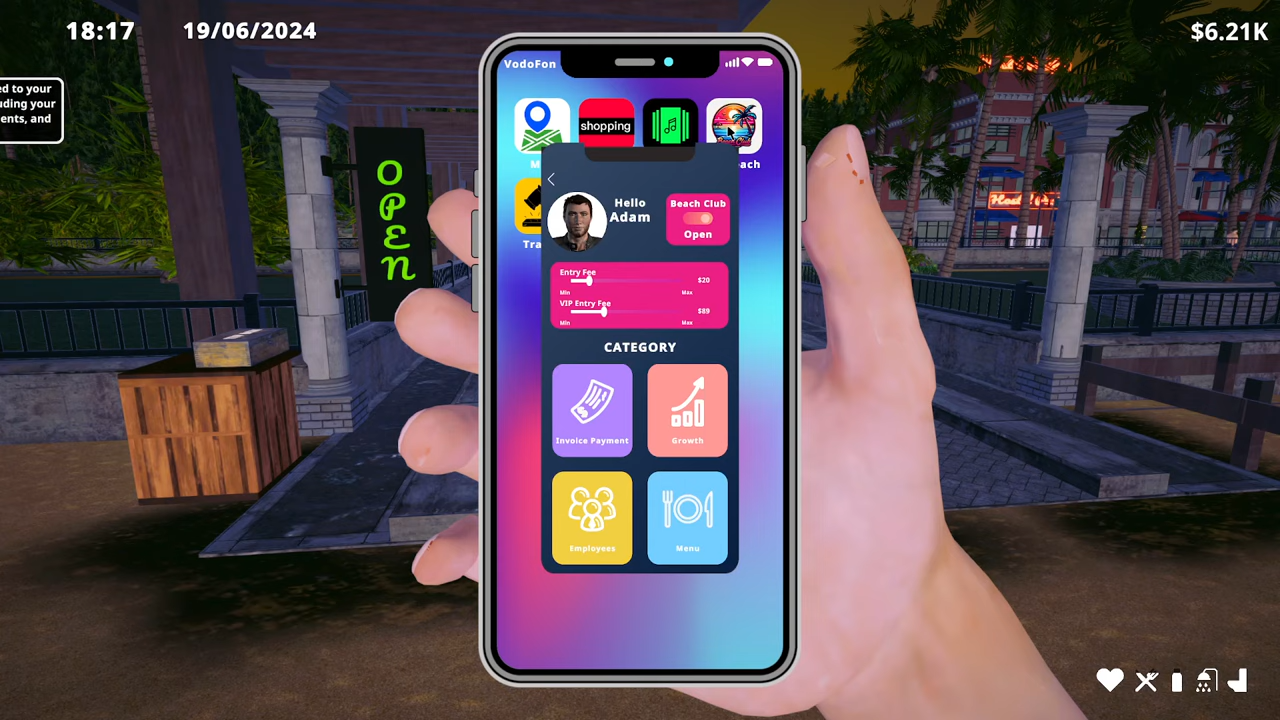 18:17
19/06/2024
$6.21K
ed to your
uding your
ents, and
OPEN
VodoFon
shopping
M
each
Tra
Hello
Adam
Beach Club
Open
Entry Fee
$20
Min
Max
VIP Entry Fee
$89
Min
Max
CATEGORY
Invoice Payment
Growth
Employees
Menu